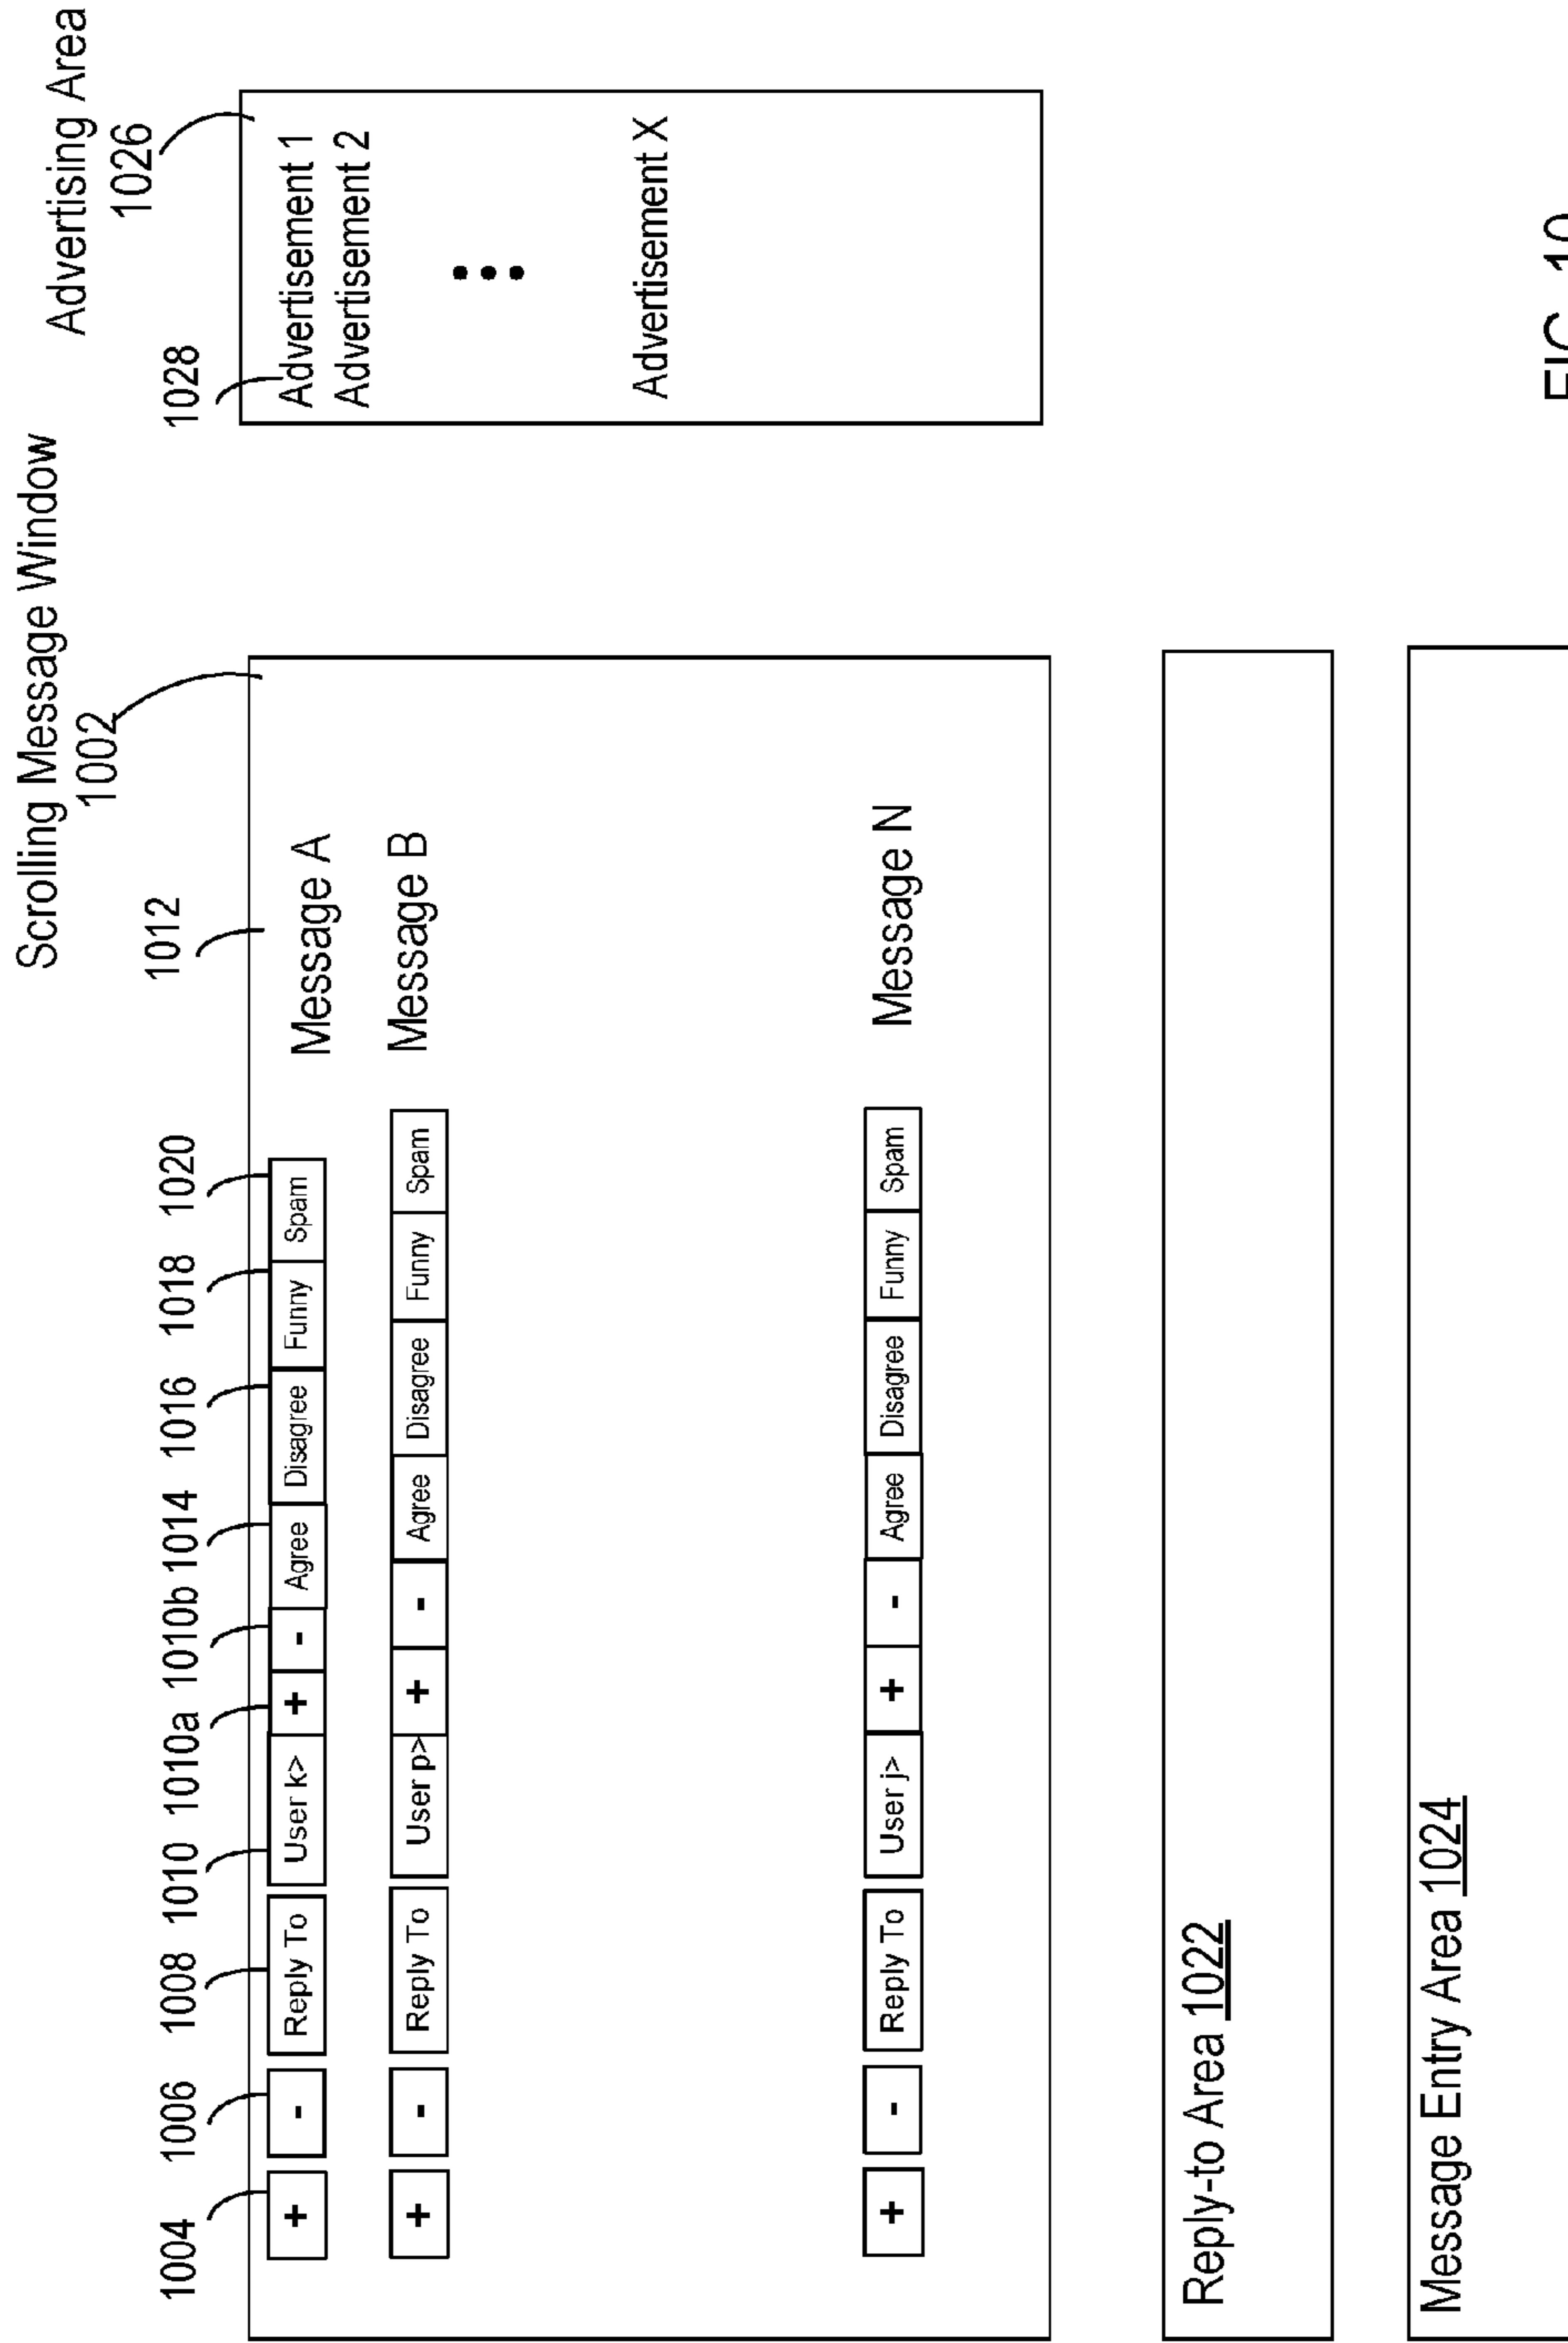 Scrolling Message Window
1002
Advertising Area
1026
1004 1006 1008 1010 1010a 1010b 1014 1016 1018 1020 1012 1028
+ - Reply To User k> + - Agree Disagree Funny Spam Message A
+ - Reply To User p> + - Agree Disagree Funny Spam Message B
+ - Reply To User j> + - Agree Disagree Funny Spam Message N
Advertisement 1
Advertisement 2
Advertisement X
Reply-to Area 1022
Message Entry Area 1024
FIG. 10